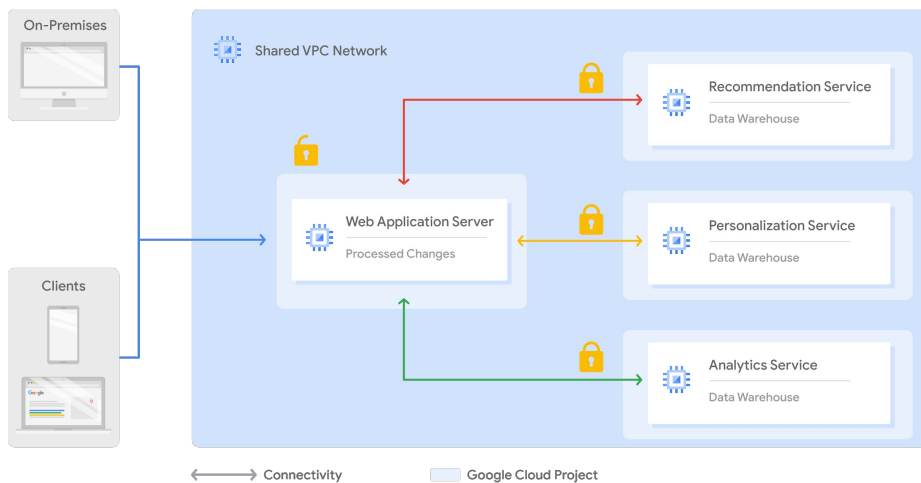 On-Premises
Shared VPC Network
Recommendation Service
Data Warehouse
Web Application Server
Processed Changes
Personalization Service
Data Warehouse
Clients
Google
Analytics Service
Data Warehouse
Connectivity
Google Cloud Project